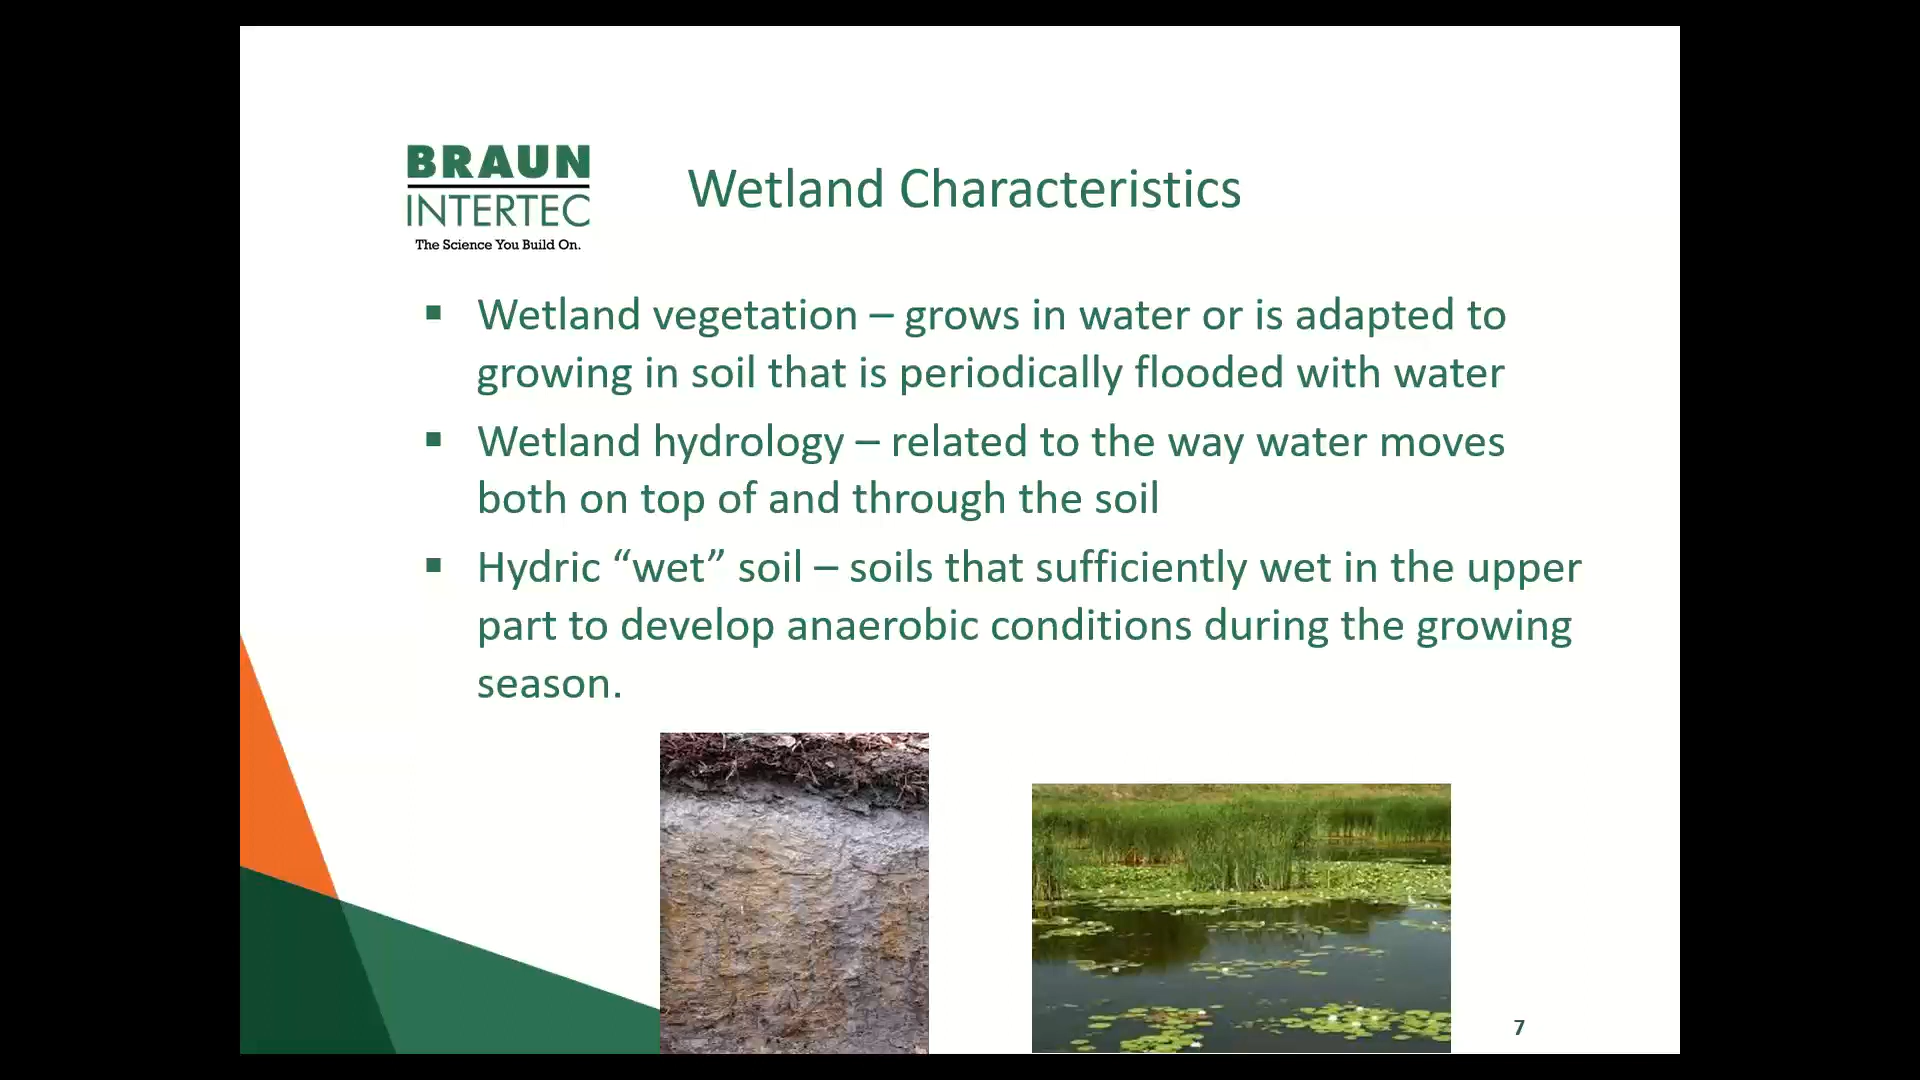 BRAUN
INTERTEC
The Science You Build On.
Wetland Characteristics
▪ Wetland vegetation – grows in water or is adapted to
growing in soil that is periodically flooded with water
▪ Wetland hydrology – related to the way water moves
both on top of and through the soil
▪ Hydric “wet” soil – soils that sufficiently wet in the upper
part to develop anaerobic conditions during the growing
season.
7